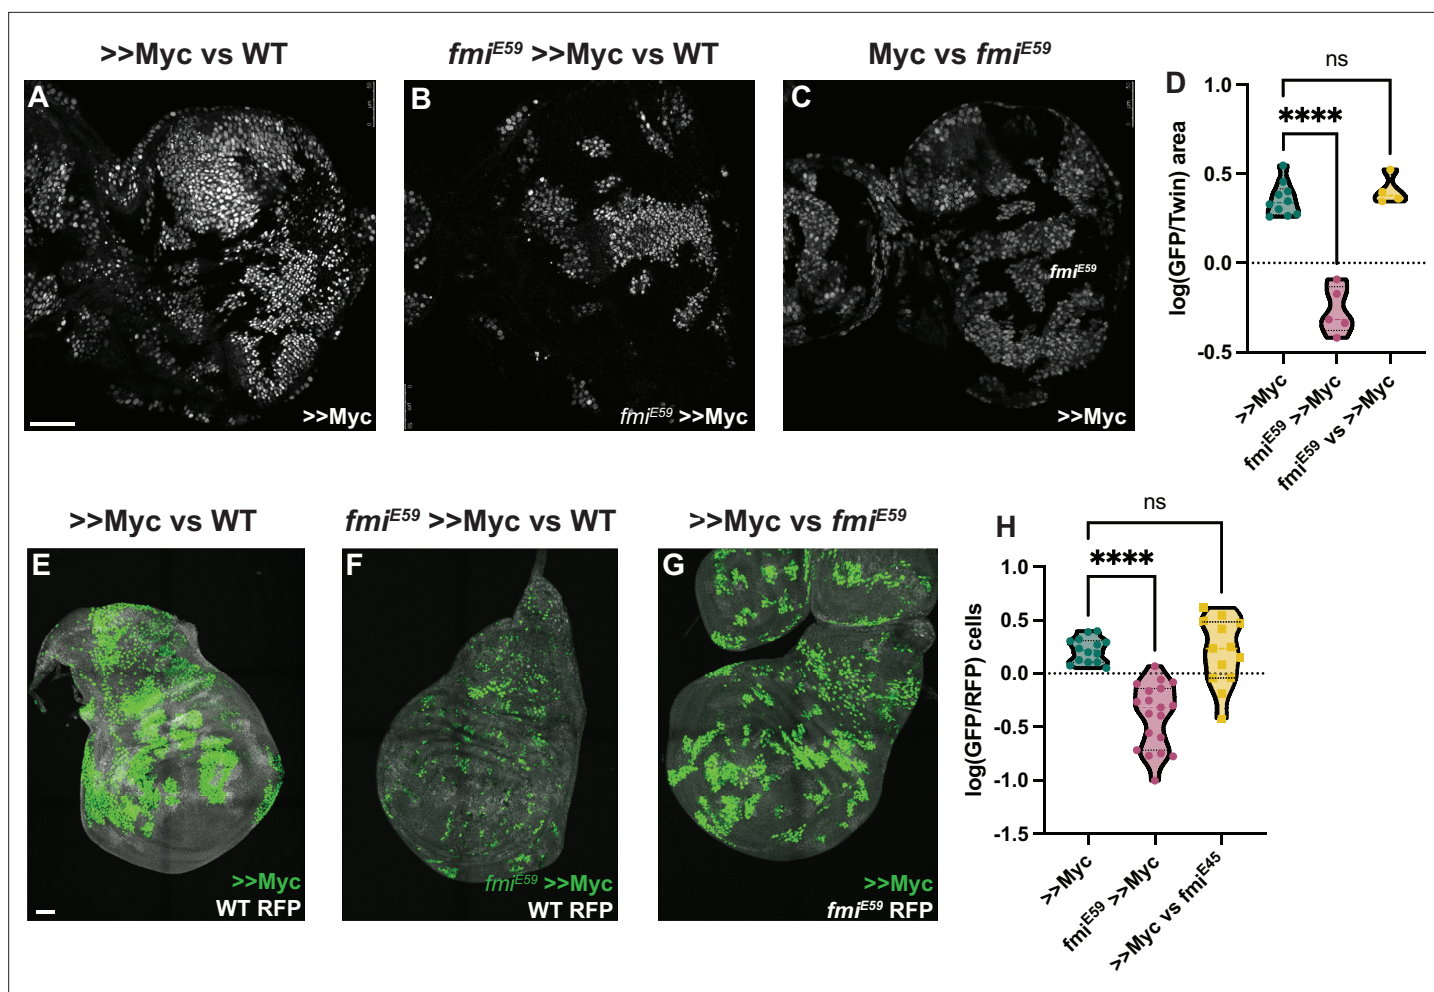 >>Myc vs WT
fmiE59 >>Myc vs WT
Myc vs fmiE59
A
>>Myc
B
fmiE59 >>Myc
C
fmiE59
>>Myc
D
ns
****
1.0
0.5
0.0
-0.5
log(GFP/Twin) area
>>Myc
fmiE59 >>Myc
fmiE59 vs >>Myc
>>Myc vs WT
fmiE59 >>Myc vs WT
>>Myc vs fmiE59
E
>>Myc
WT RFP
F
fmiE59 >>Myc
WT RFP
G
>>Myc
fmiE59 RFP
H
ns
****
1.0
0.5
0.0
-0.5
-1.0
-1.5
log(GFP/RFP) cells
>>Myc
fmiE59 >>Myc
>>Myc vs fmiE45